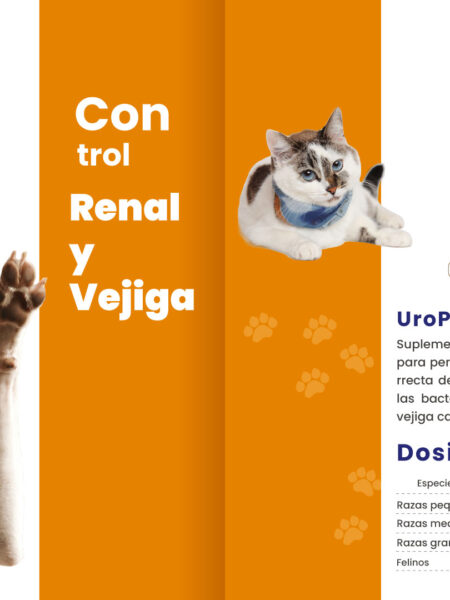 Con
trol
Renal
y
Vejiga
UroP
Supleme
para per
rrecta de
las bact
vejiga ca
Dosi
Especie
Razas peq
Razas med
Razas gran
Felinos